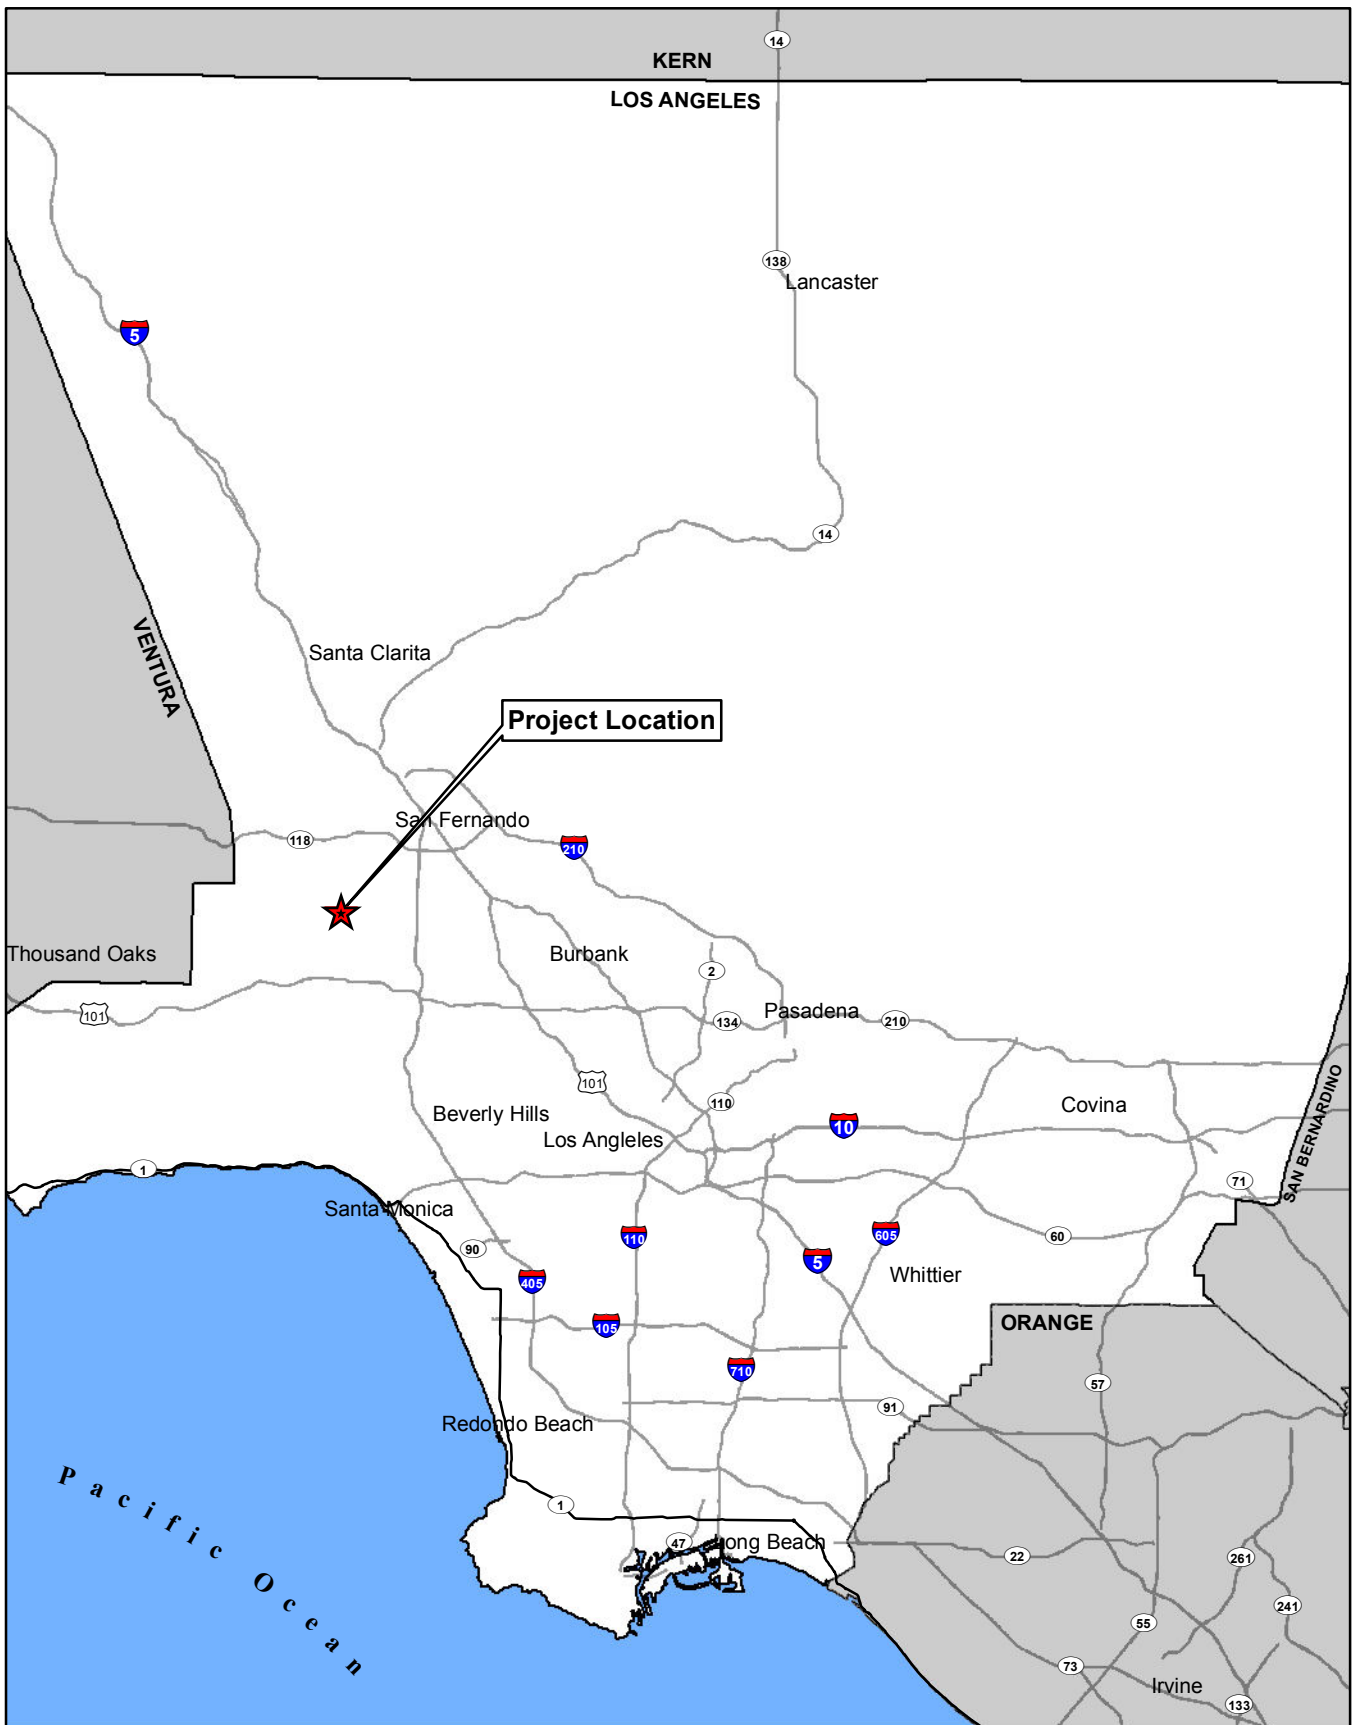 14
KERN
LOS ANGELES
138
Lancaster
5
14
VENTURA
Santa Clarita
Project Location
San Fernando
118
210
Thousand Oaks
Burbank
2
101
Pasadena
134
210
101
110
Beverly Hills
Covina
10
Los Angleles
SAN BERNARDINO
1
71
Santa Monica
90
110
605
60
5
405
Whittier
105
ORANGE
710
57
91
Redondo Beach
Pacific
1
47
Long Beach
22
261
Ocean
241
55
73
Irvine
133